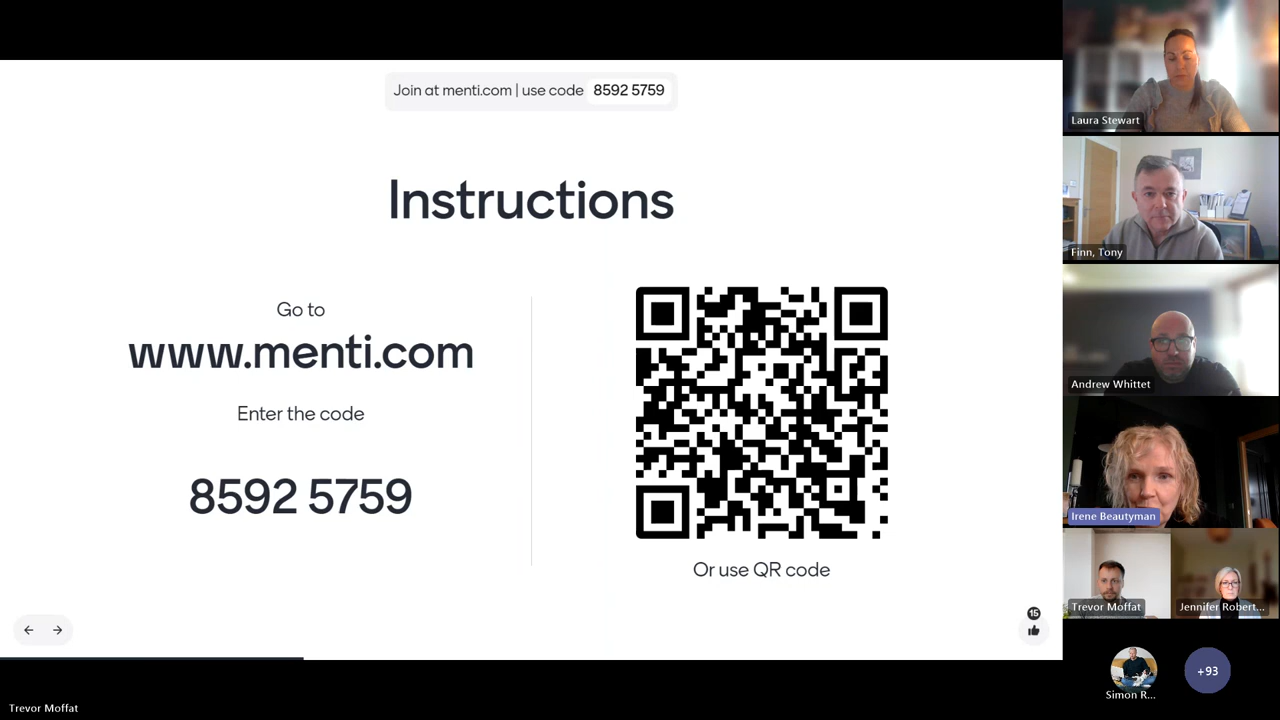 Join at menti.com | use code 8592 5759
Instructions
Go to
www.menti.com
Enter the code
8592 5759
Or use QR code
15
Trevor Moffat
Laura Stewart
Finn, Tony
Andrew Whittet
Irene Beautyman
Trevor Moffat
Jennifer Robert...
Simon R...
+93